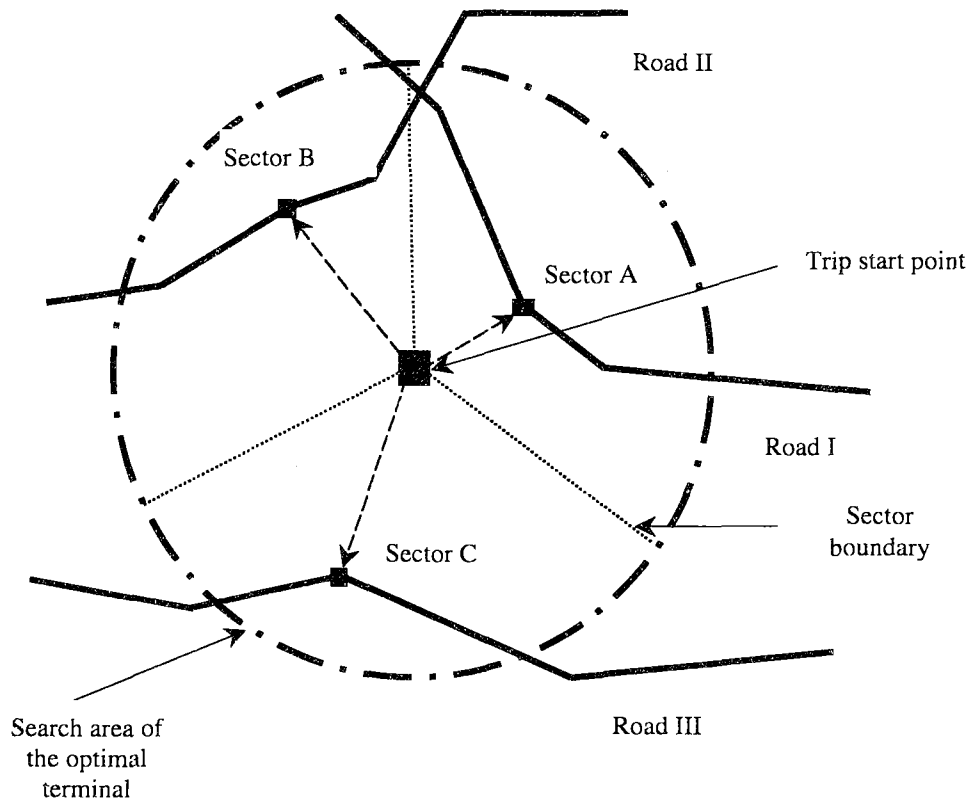 Road II
Sector B
Trip start point
Sector A
Road I
Sector
boundary
Sector C
Search area of
the optimal
terminal
Road III